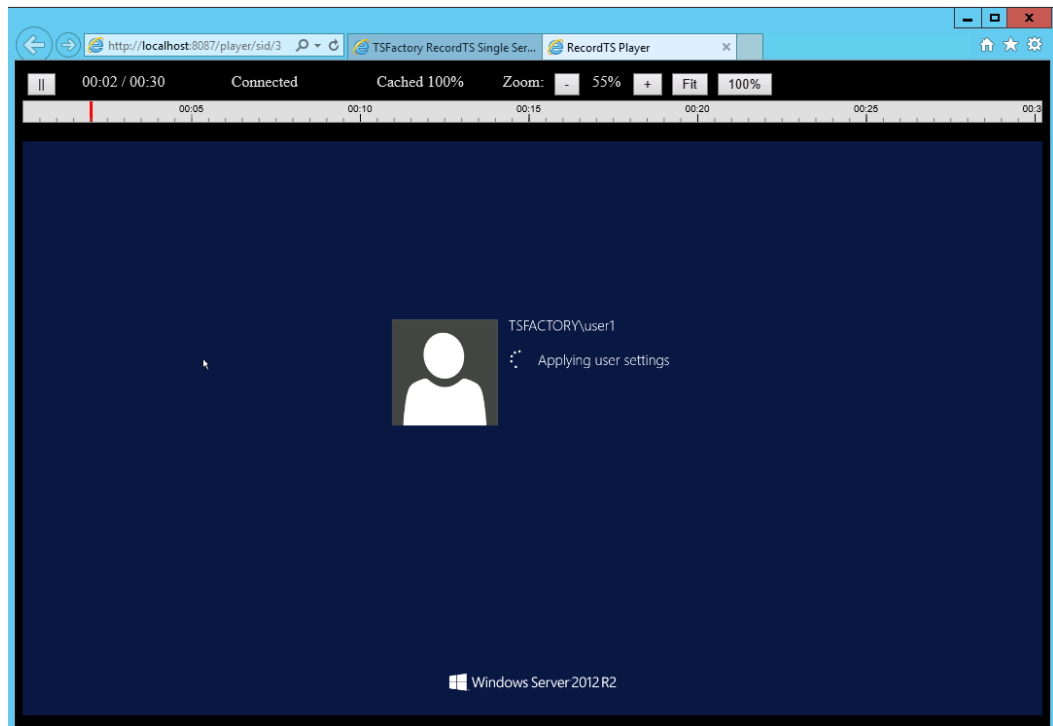 http://localhost:8087/player/sid/3
TSFactory RecordTS Single Ser...
RecordTS Player
00:02 / 00:30
Connected
Cached 100%
Zoom:
-
55%
+
Fit
100%
00:05 00:10 00:15 00:20 00:25 00:3
TSFACTORY\user1
Applying user settings
Windows Server 2012 R2